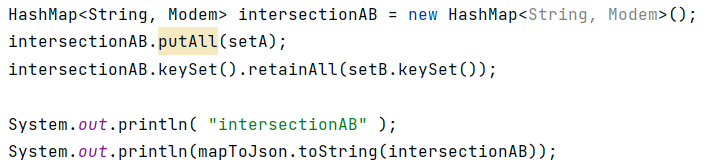 HashMap<String, Modem> intersectionAB = new HashMap<String, Modem>();
intersectionAB.putAll(setA);
intersectionAB.keySet().retainAll(setB.keySet());
System.out.println( "intersectionAB" );
System.out.println(mapToJson.toString(intersectionAB));